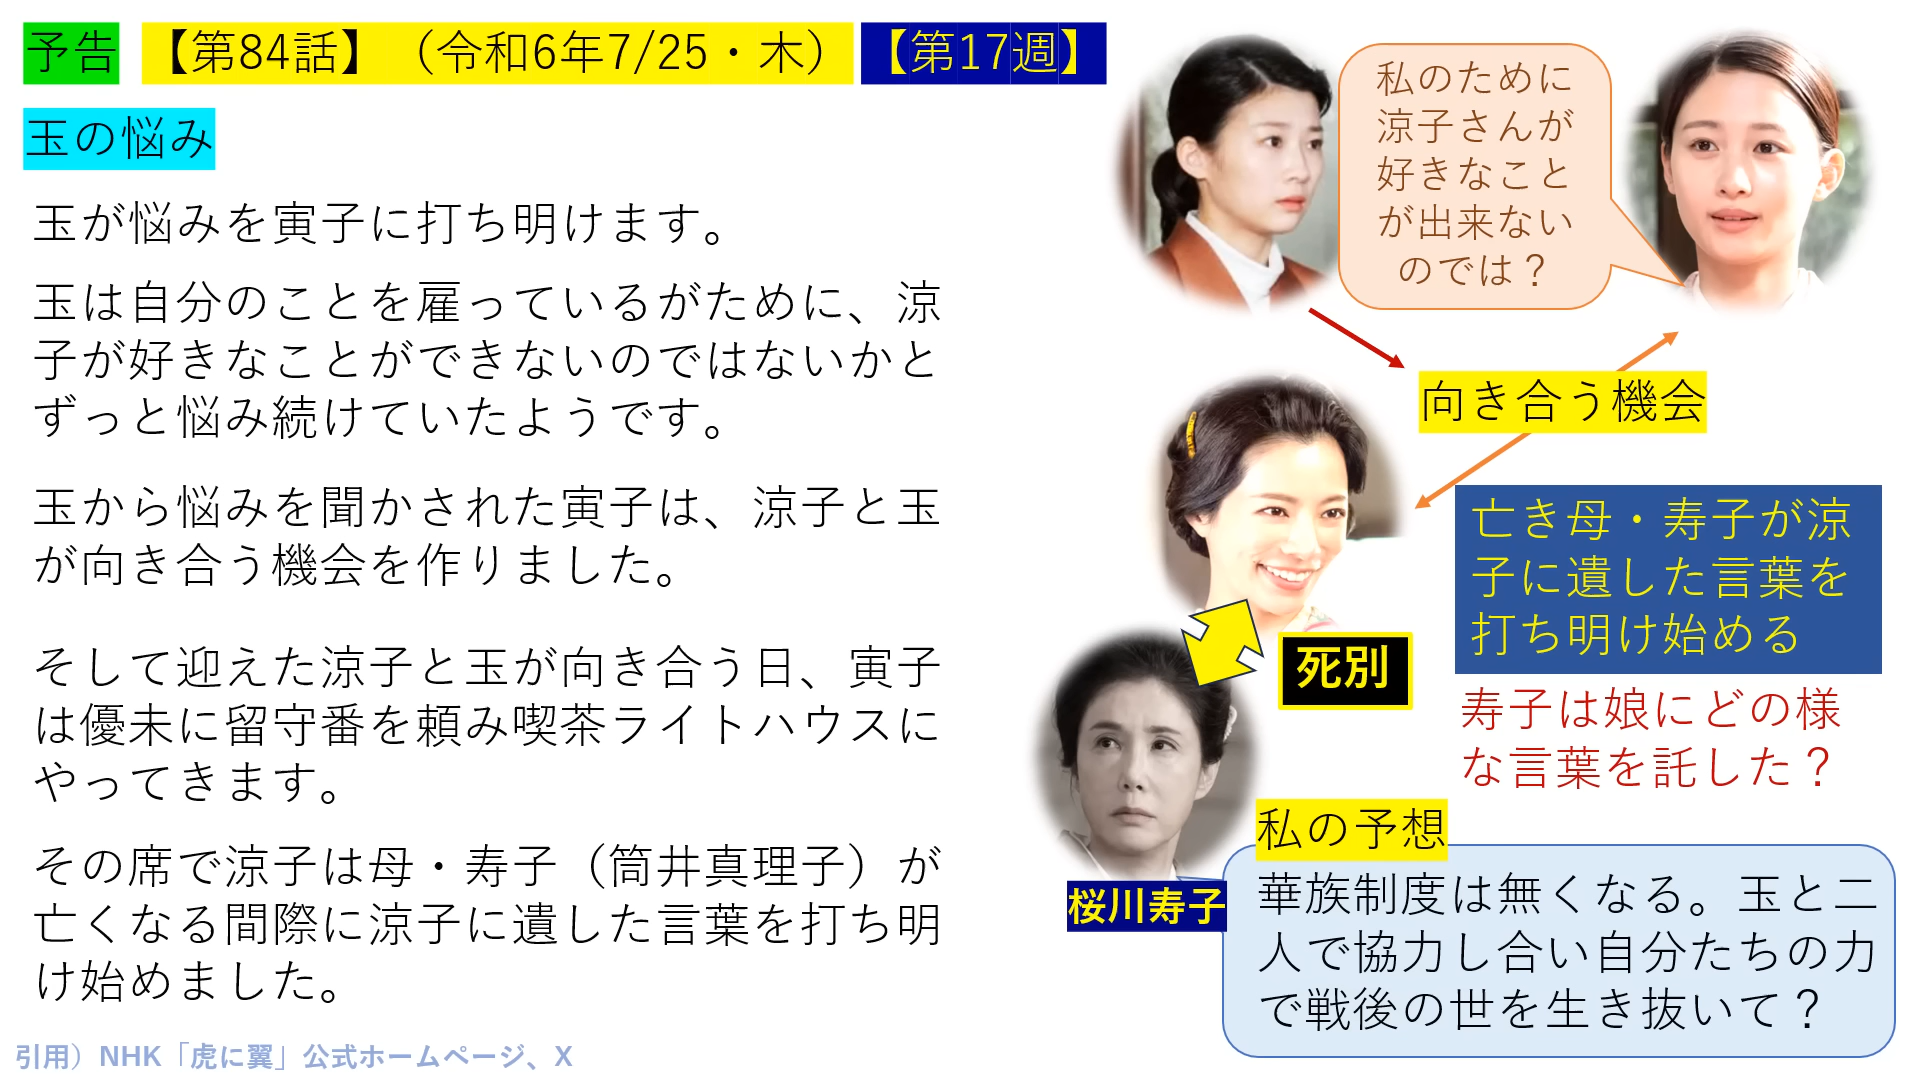 予告 【第84話】（令和6年7/25・木） 【第17週】
玉の悩み
玉が悩みを寅子に打ち明けます。
玉は自分のことを雇っているがために、涼
子が好きなことができないのではないかと
ずっと悩み続けていたようです。
玉から悩みを聞かされた寅子は、涼子と玉
が向き合う機会を作りました。
そして迎えた涼子と玉が向き合う日、寅子
は優未に留守番を頼み喫茶ライトハウスに
やってきます。
その席で涼子は母・寿子（筒井真理子）が
亡くなる間際に涼子に遺した言葉を打ち明
け始めました。
引用）NHK「虎に翼」公式ホームページ、X
私のために
涼子さんが
好きなこと
が出来ない
のでは？
向き合う機会
亡き母・寿子が涼
子に遺した言葉を
打ち明け始める
死別
寿子は娘にどの様
な言葉を託した？
桜川寿子
私の予想
華族制度は無くなる。玉と二
人で協力し合い自分たちの力
で戦後の世を生き抜いて？